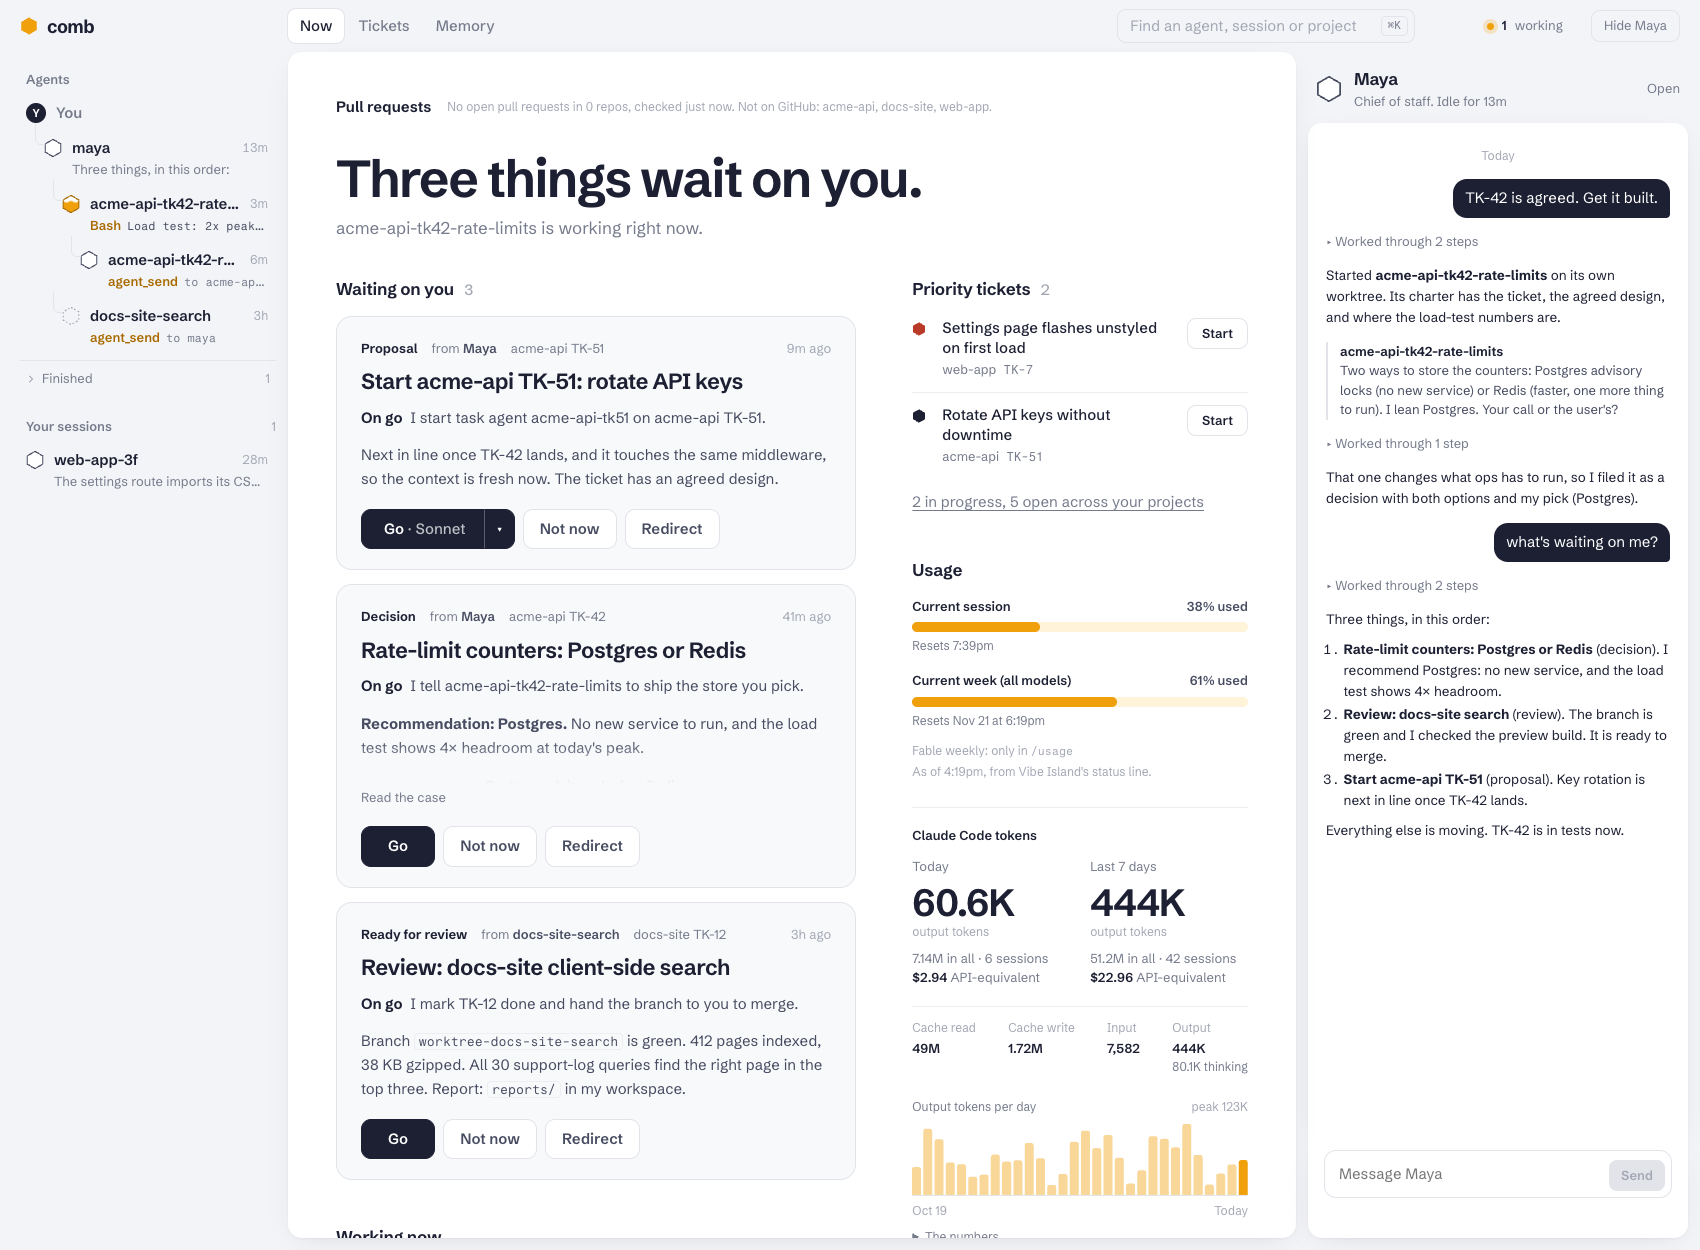 comb
Now
Tickets
Memory
Find an agent, session or project
⌘K
1 working
Hide Maya
Agents
Y
You
maya
13m
Three things, in this order:
acme-api-tk42-rate...
3m
Bash Load test: 2x peak...
acme-api-tk42-r...
6m
agent_send to acme-ap...
docs-site-search
3h
agent_send to maya
Finished
1
Your sessions
1
web-app-3f
28m
The settings route imports its CS...
Pull requests
No open pull requests in 0 repos, checked just now. Not on GitHub: acme-api, docs-site, web-app.
Three things wait on you.
acme-api-tk42-rate-limits is working right now.
Waiting on you 3
Proposal from Maya acme-api TK-51
9m ago
Start acme-api TK-51: rotate API keys
On go I start task agent acme-api-tk51 on acme-api TK-51.
Next in line once TK-42 lands, and it touches the same middleware,
so the context is fresh now. The ticket has an agreed design.
Go · Sonnet
Not now
Redirect
Decision from Maya acme-api TK-42
41m ago
Rate-limit counters: Postgres or Redis
On go I tell acme-api-tk42-rate-limits to ship the store you pick.
Recommendation: Postgres. No new service to run, and the load
test shows 4× headroom at today's peak.
Read the case
Go
Not now
Redirect
Ready for review from docs-site-search docs-site TK-12
3h ago
Review: docs-site client-side search
On go I mark TK-12 done and hand the branch to you to merge.
Branch worktree-docs-site-search is green. 412 pages indexed,
38 KB gzipped. All 30 support-log queries find the right page in the
top three. Report: reports/ in my workspace.
Go
Not now
Redirect
Working now
Priority tickets 2
Settings page flashes unstyled
on first load
web-app TK-7
Start
Rotate API keys without
downtime
acme-api TK-51
Start
2 in progress, 5 open across your projects
Usage
Current session
38% used
Resets 7:39pm
Current week (all models)
61% used
Resets Nov 21 at 6:19pm
Fable weekly: only in /usage
As of 4:19pm, from Vibe Island's status line.
Claude Code tokens
Today
60.6K
output tokens
7.14M in all · 6 sessions
$2.94 API-equivalent
Last 7 days
444K
output tokens
51.2M in all · 42 sessions
$22.96 API-equivalent
Cache read
49M
Cache write
1.72M
Input
7,582
Output
444K
80.1K thinking
Output tokens per day
peak 123K
Oct 19
Today
The numbers
Maya
Chief of staff. Idle for 13m
Open
Today
TK-42 is agreed. Get it built.
Worked through 2 steps
Started acme-api-tk42-rate-limits on its own
worktree. Its charter has the ticket, the agreed design,
and where the load-test numbers are.
acme-api-tk42-rate-limits
Two ways to store the counters: Postgres advisory
locks (no new service) or Redis (faster, one more thing
to run). I lean Postgres. Your call or the user's?
Worked through 1 step
That one changes what ops has to run, so I filed it as a
decision with both options and my pick (Postgres).
what's waiting on me?
Worked through 2 steps
Three things, in this order:
1. Rate-limit counters: Postgres or Redis (decision). I
recommend Postgres: no new service, and the load
test shows 4× headroom.
2. Review: docs-site search (review). The branch is
green and I checked the preview build. It is ready to
merge.
3. Start acme-api TK-51 (proposal). Key rotation is
next in line once TK-42 lands.
Everything else is moving. TK-42 is in tests now.
Message Maya
Send